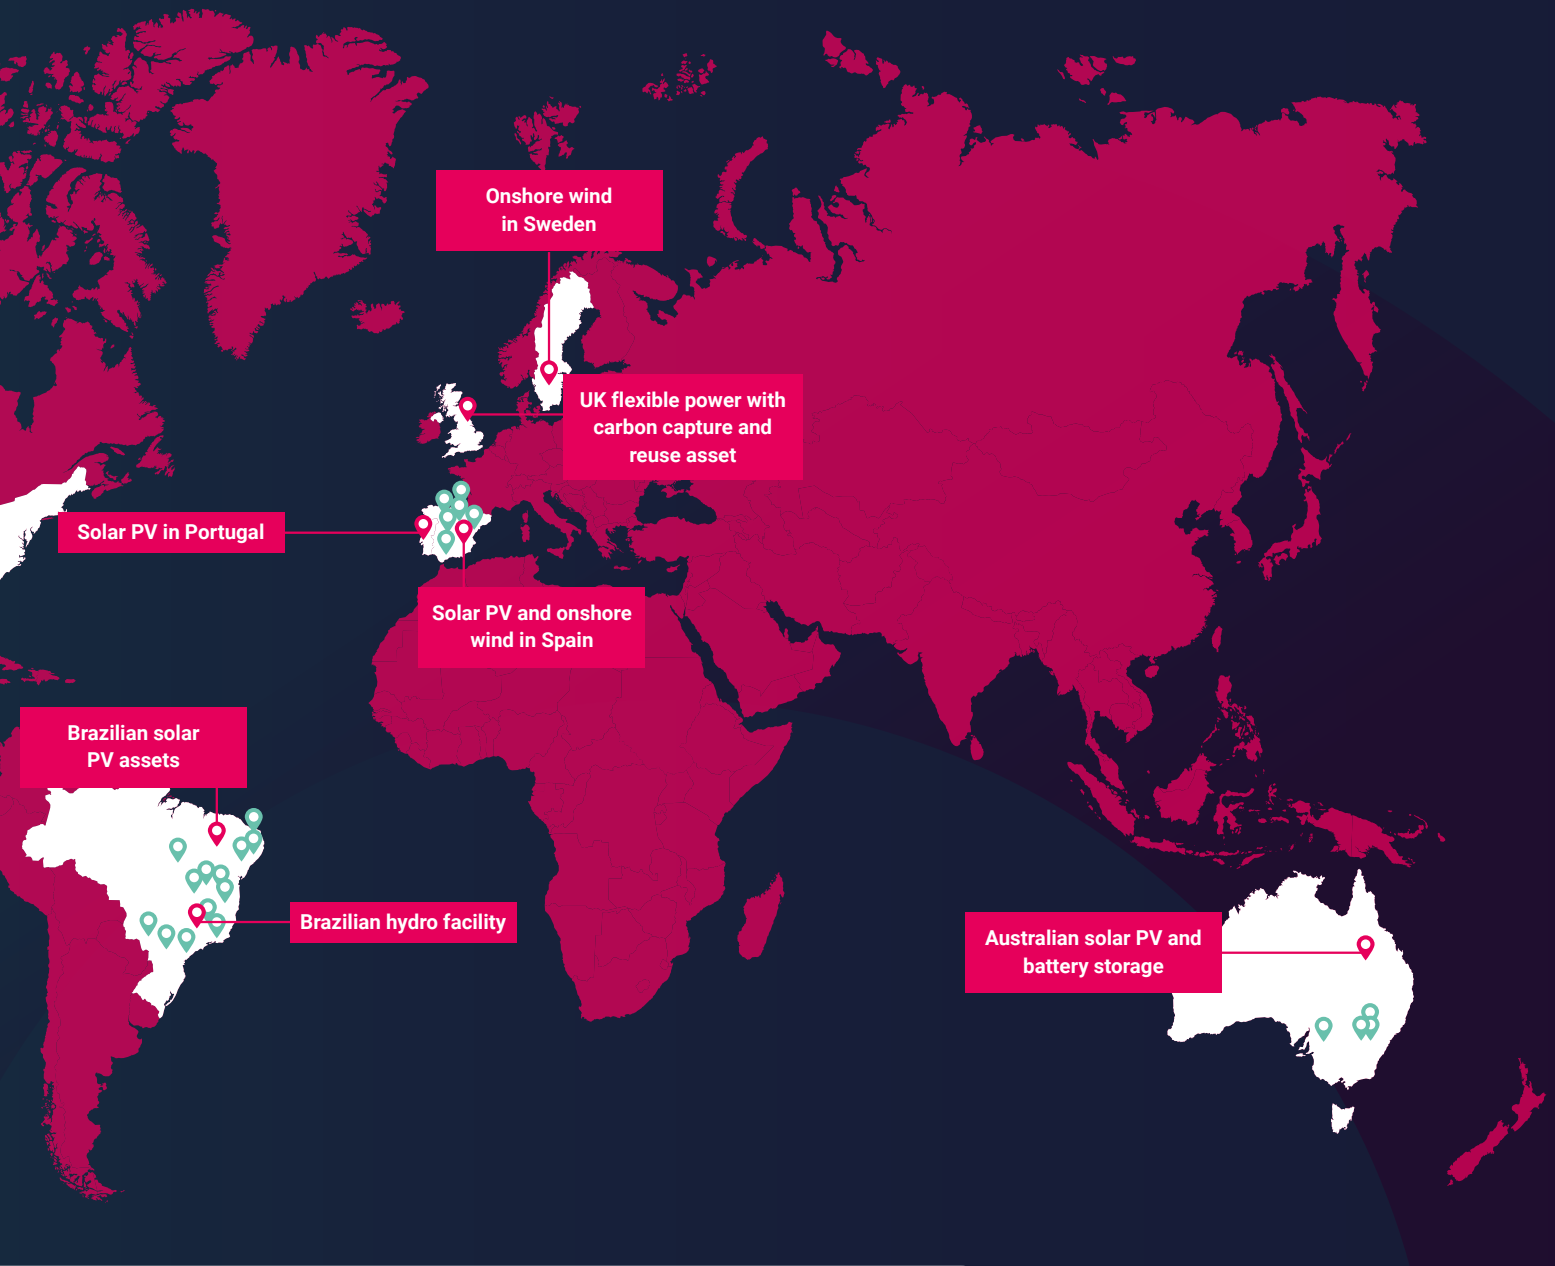 Onshore wind
in Sweden
UK flexible power with
carbon capture and
reuse asset
Solar PV in Portugal
Solar PV and onshore
wind in Spain
Brazilian solar
PV assets
Brazilian hydro facility
Australian solar PV and
battery storage